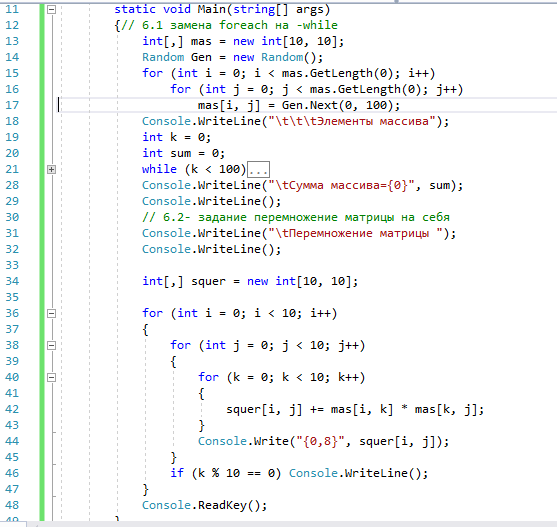 11 static void Main(string[] args)
12 {// 6.1 замена foreach на -while
13 int[,] mas = new int[10, 10];
14 Random Gen = new Random();
15 for (int i = 0; i < mas.GetLength(0); i++)
16 for (int j = 0; j < mas.GetLength(0); j++)
17 mas[i, j] = Gen.Next(0, 100);
18 Console.WriteLine("\t\t\tЭлементы массива");
19 int k = 0;
20 int sum = 0;
21 while (k < 100)...
28 Console.WriteLine("\tСумма массива={0}", sum);
29 Console.WriteLine();
30 // 6.2- задание перемножение матрицы на себя
31 Console.WriteLine("\tПеремножение матрицы ");
32 Console.WriteLine();
33
34 int[,] squer = new int[10, 10];
35
36 for (int i = 0; i < 10; i++)
37 {
38 for (int j = 0; j < 10; j++)
39 {
40 for (k = 0; k < 10; k++)
41 {
42 squer[i, j] += mas[i, k] * mas[k, j];
43 }
44 Console.Write("{0,8}", squer[i, j]);
45 }
46 if (k % 10 == 0) Console.WriteLine();
47 }
48 Console.ReadKey();
49 }